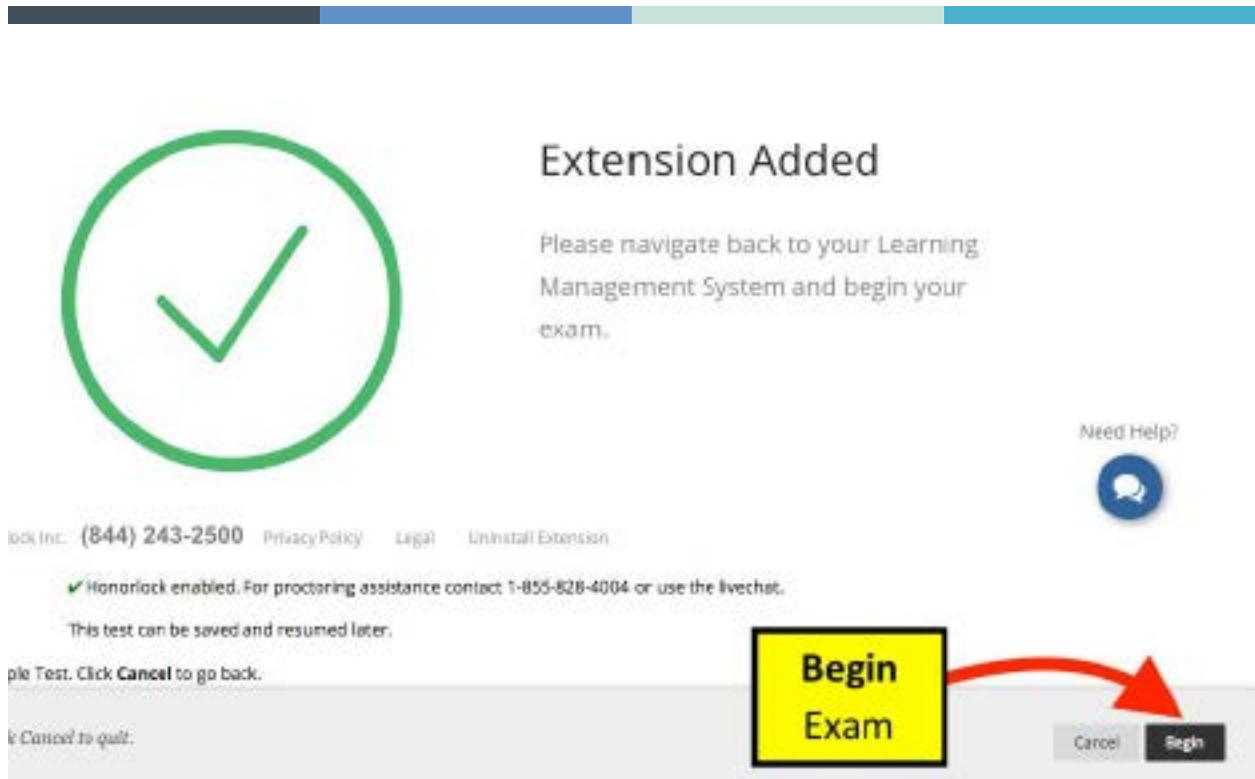 Extension Added
Please navigate back to your Learning
Management System and begin your
exam.
Need Help?
lock Inc. (844) 243-2500 Privacy Policy Legal Uninstall Extension
✔ Honorlock enabled. For proctoring assistance contact 1-855-828-4004 or use the livechat.
This test can be saved and resumed later.
ple Test. Click Cancel to go back.
Begin
Exam
k Cancel to quit.
Cancel Begin